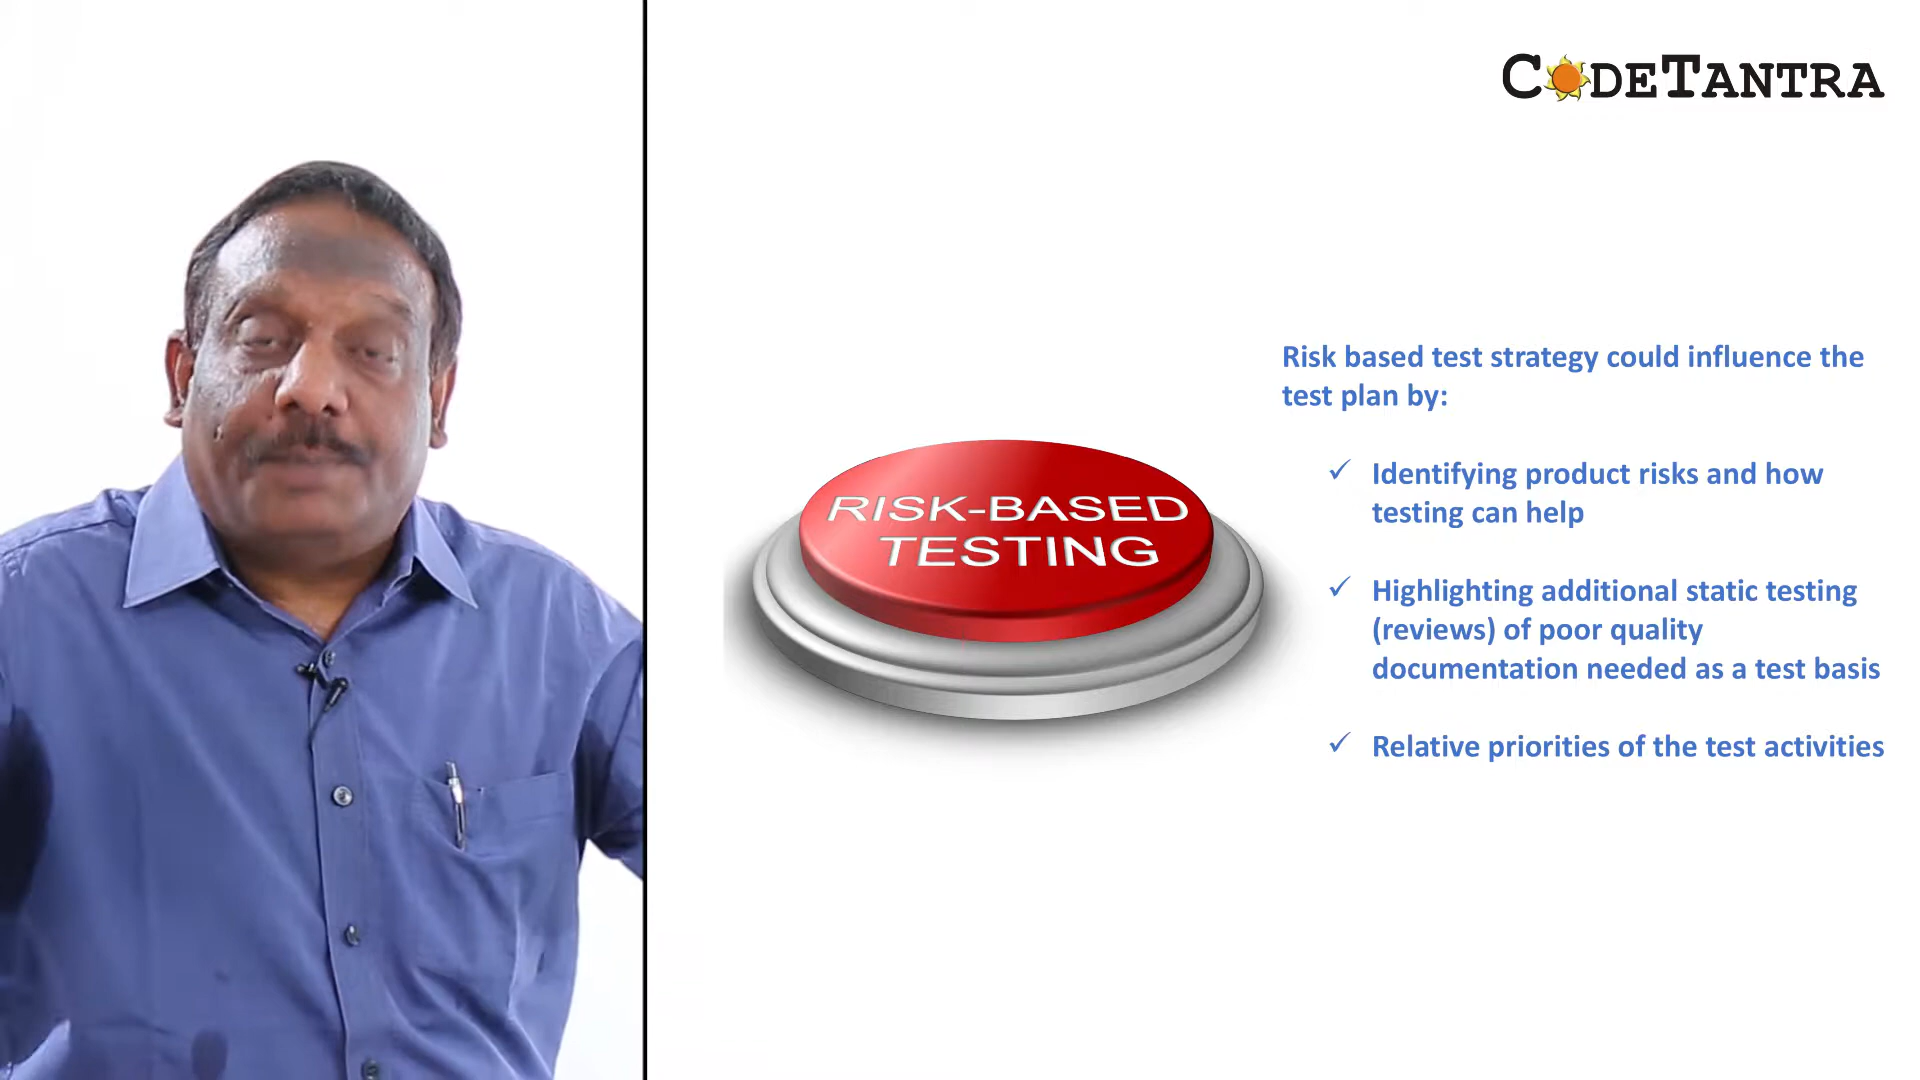 CODETANTRA
Risk based test strategy could influence the
test plan by:
✓ Identifying product risks and how
testing can help
✓ Highlighting additional static testing
(reviews) of poor quality
documentation needed as a test basis
✓ Relative priorities of the test activities
RISK-BASED
TESTING